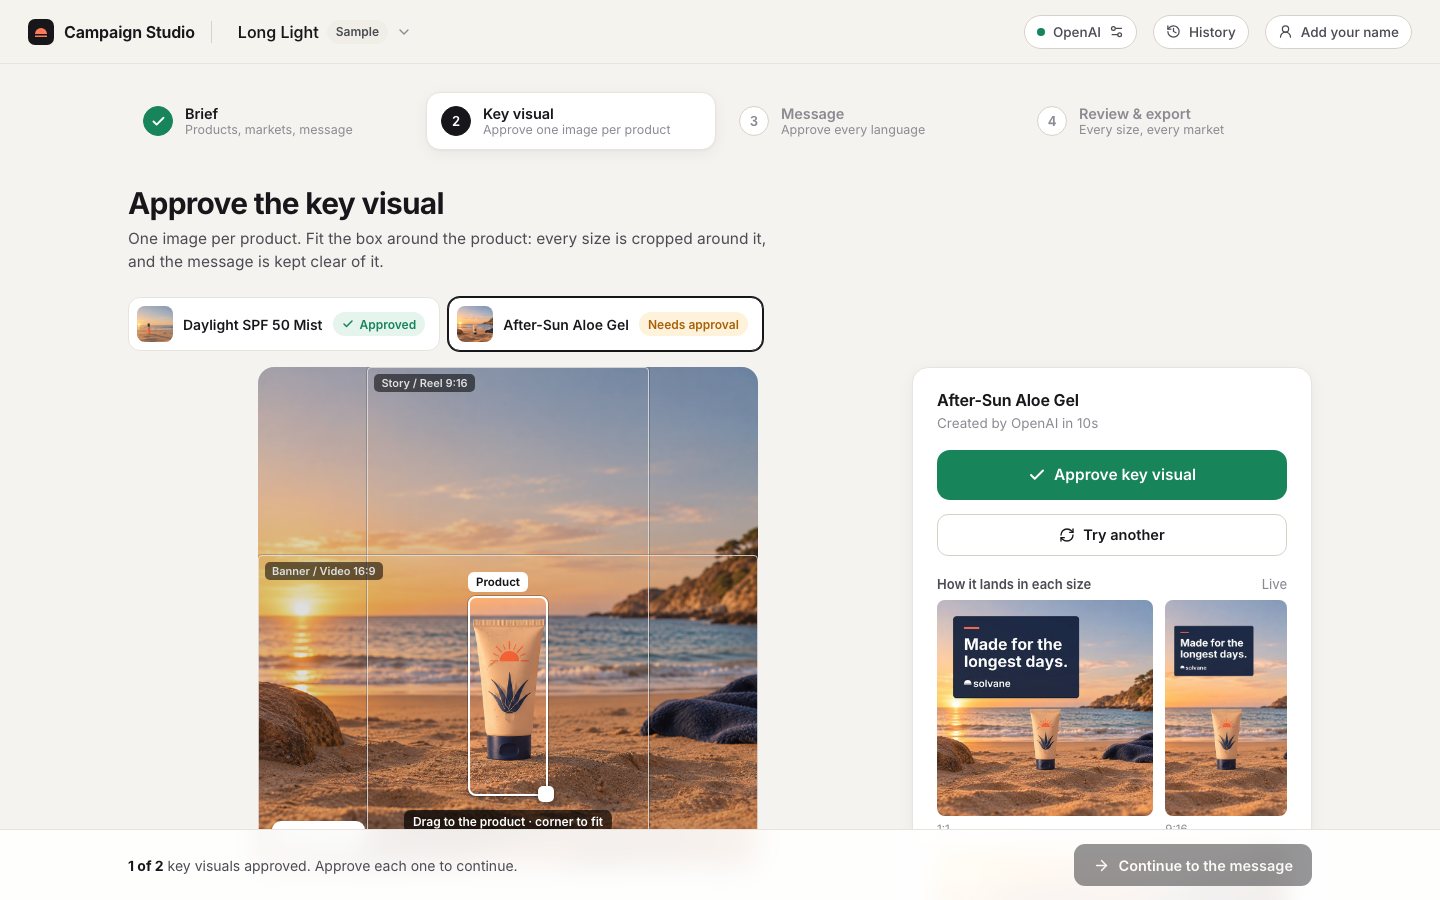 Campaign Studio
Long Light
Sample
OpenAI
History
Add your name
Brief
Products, markets, message
2
Key visual
Approve one image per product
3
Message
Approve every language
4
Review & export
Every size, every market
Approve the key visual
One image per product. Fit the box around the product: every size is cropped around it,
and the message is kept clear of it.
Daylight SPF 50 Mist
Approved
After-Sun Aloe Gel
Needs approval
Story / Reel 9:16
Banner / Video 16:9
Product
Drag to the product · corner to fit
After-Sun Aloe Gel
Created by OpenAI in 10s
Approve key visual
Try another
How it lands in each size
Live
Made for the
longest days.
solvane
Made for the
longest days.
solvane
1:1
9:16
1 of 2 key visuals approved. Approve each one to continue.
Continue to the message